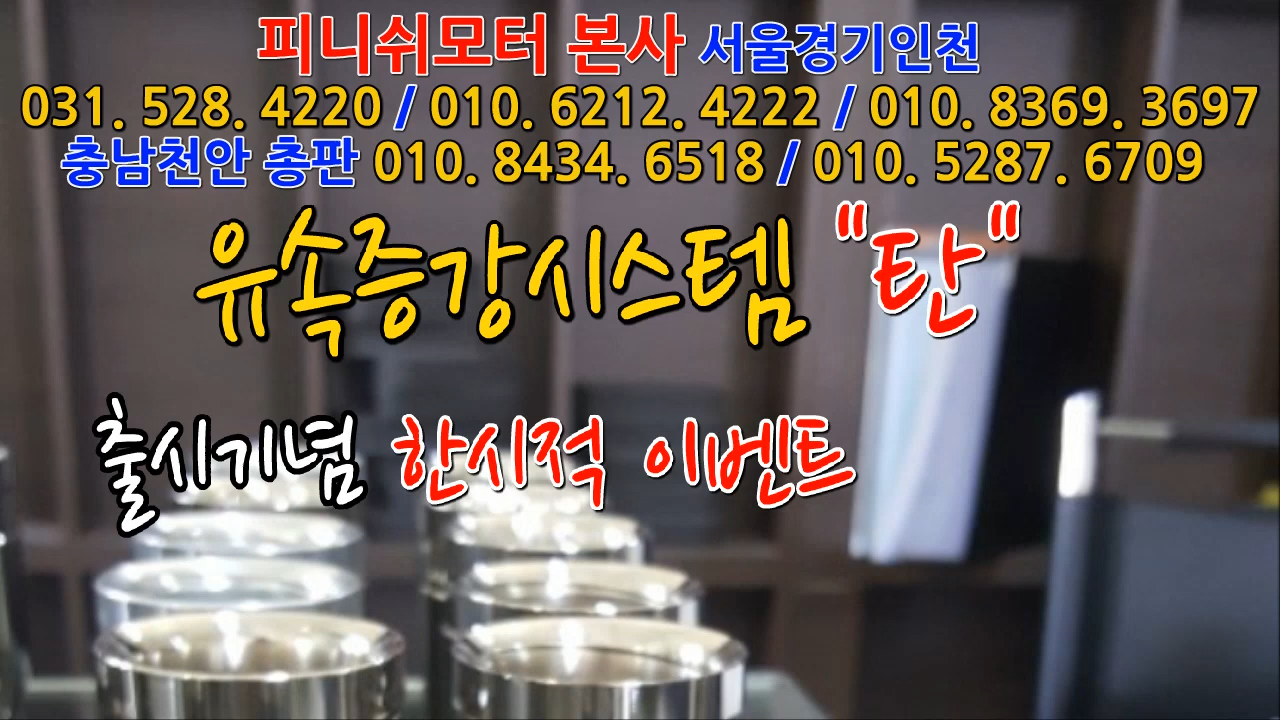 피니쉬모터 본사 서울경기인천
031. 528. 4220 / 010. 6212. 4222 / 010. 8369. 3697
충남천안 총판 010. 8434. 6518 / 010. 5287. 6709
유속증강시스템 "탄"
출시기념 한시적 이벤트